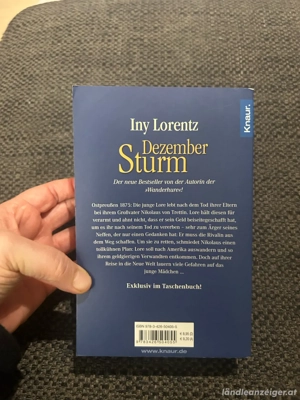 Knaur.
Iny Lorentz
Dezember
Sturm
Der neue Bestseller von der Autorin der
»Wanderhure«!
Ostpreußen 1875. Die junge Lore lebt nach dem Tod ihrer Eltern
bei ihrem Großvater Nikolaus von Trettin. Lore hält diesen für
verarmt und ahnt nicht, dass er sein Geld beiseitegeschafft hat,
um es ihr nach seinem Tod zu vererben – sehr zum Ärger seines
Neffen, der nur einen Gedanken hat: Er muss die Rivalin aus
dem Weg schaffen. Um sie zu retten, schmiedet Nikolaus einen
tollkühnen Plan: Lore soll nach Amerika auswandern und so
ihren geldgierigen Verwandten entkommen. Doch auf ihrer
Reise in die Neue Welt lauern viele Gefahren auf das
junge Mädchen ...
Exklusiv im Taschenbuch!
www.knaur.de
ländleanzeiger.at